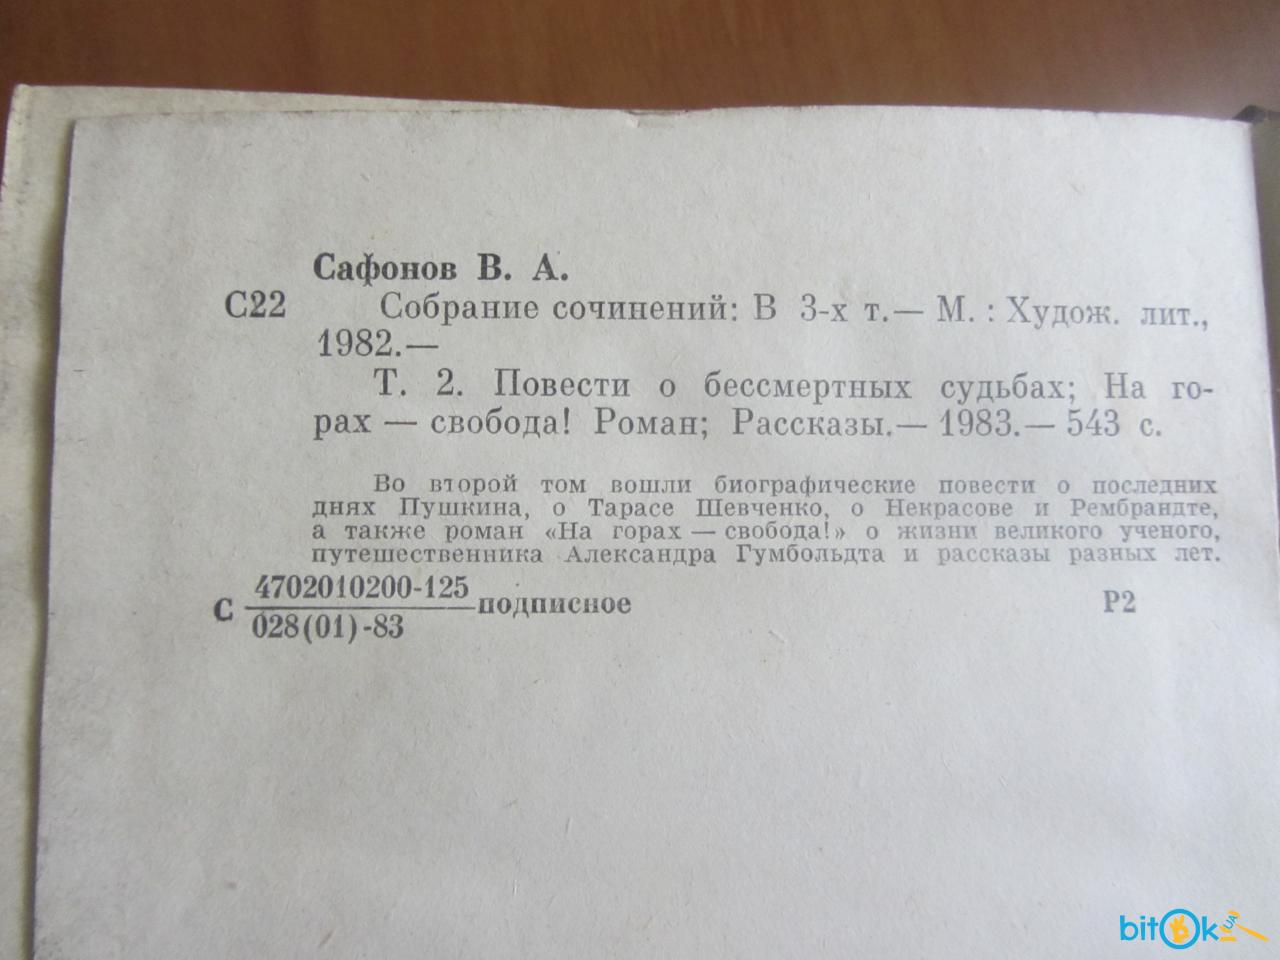 Сафонов В. А.
С22 Собрание сочинений: В 3-х т.— М. : Худож. лит.,
1982.—
Т. 2. Повести о бессмертных судьбах; На го-
рах — свобода! Роман; Рассказы.— 1983.— 543 с.
Во второй том вошли биографические повести о последних
днях Пушкина, о Тарасе Шевченко, о Некрасове и Рембрандте,
а также роман «На горах — свобода!» о жизни великого ученого,
путешественника Александра Гумбольдта и рассказы разных лет.
4702010200-125
С подписное Р2
028(01)-83
bitok UA